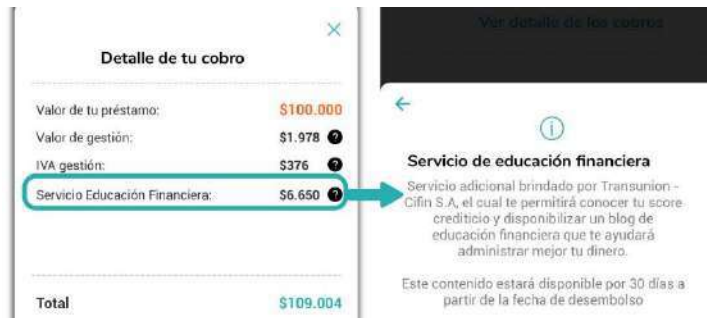 Detalle de tu cobro
Valor de tu préstamo: $100.000
Valor de gestión: $1.978 ?
IVA gestión: $376 ?
Servicio Educación Financiera: $6.650 ?
Total $109.004
Ver detalle de los cobros
Servicio de educación financiera
Servicio adicional brindado por Transunion -
Cifin S.A, el cual te permitirá conocer tu score
crediticio y disponibilizar un blog de
educación financiera que te ayudará
administrar mejor tu dinero.
Este contenido estará disponible por 30 días a
partir de la fecha de desembolso